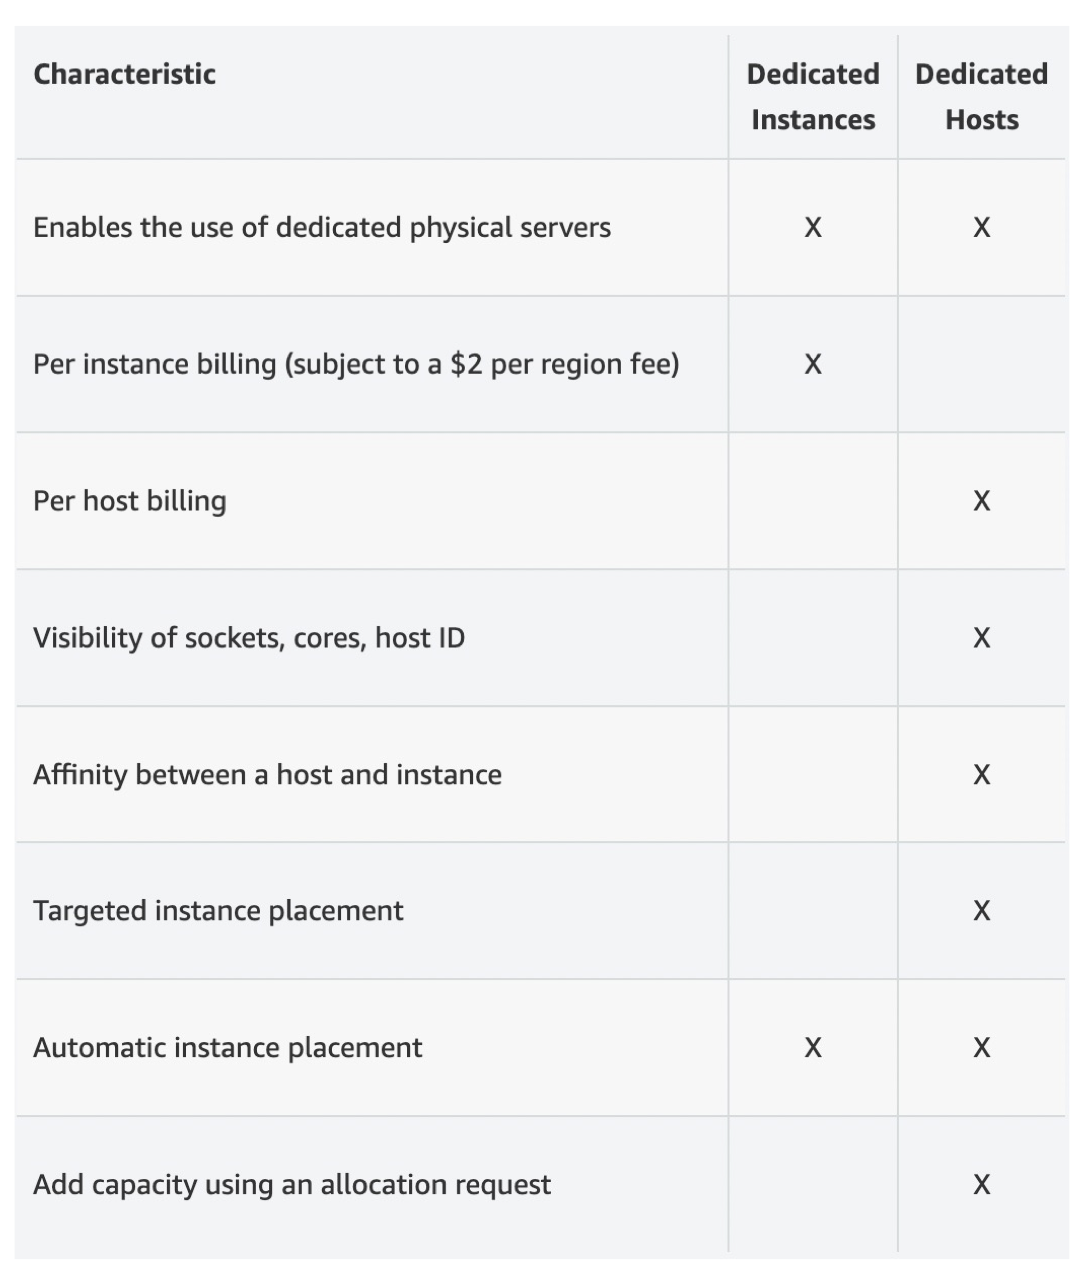 Characteristic Dedicated Dedicated
Instances Hosts
Enables the use of dedicated physical servers X X
Per instance billing (subject to a $2 per region fee) X
Per host billing X
Visibility of sockets, cores, host ID X
Affinity between a host and instance X
Targeted instance placement X
Automatic instance placement X X
Add capacity using an allocation request X